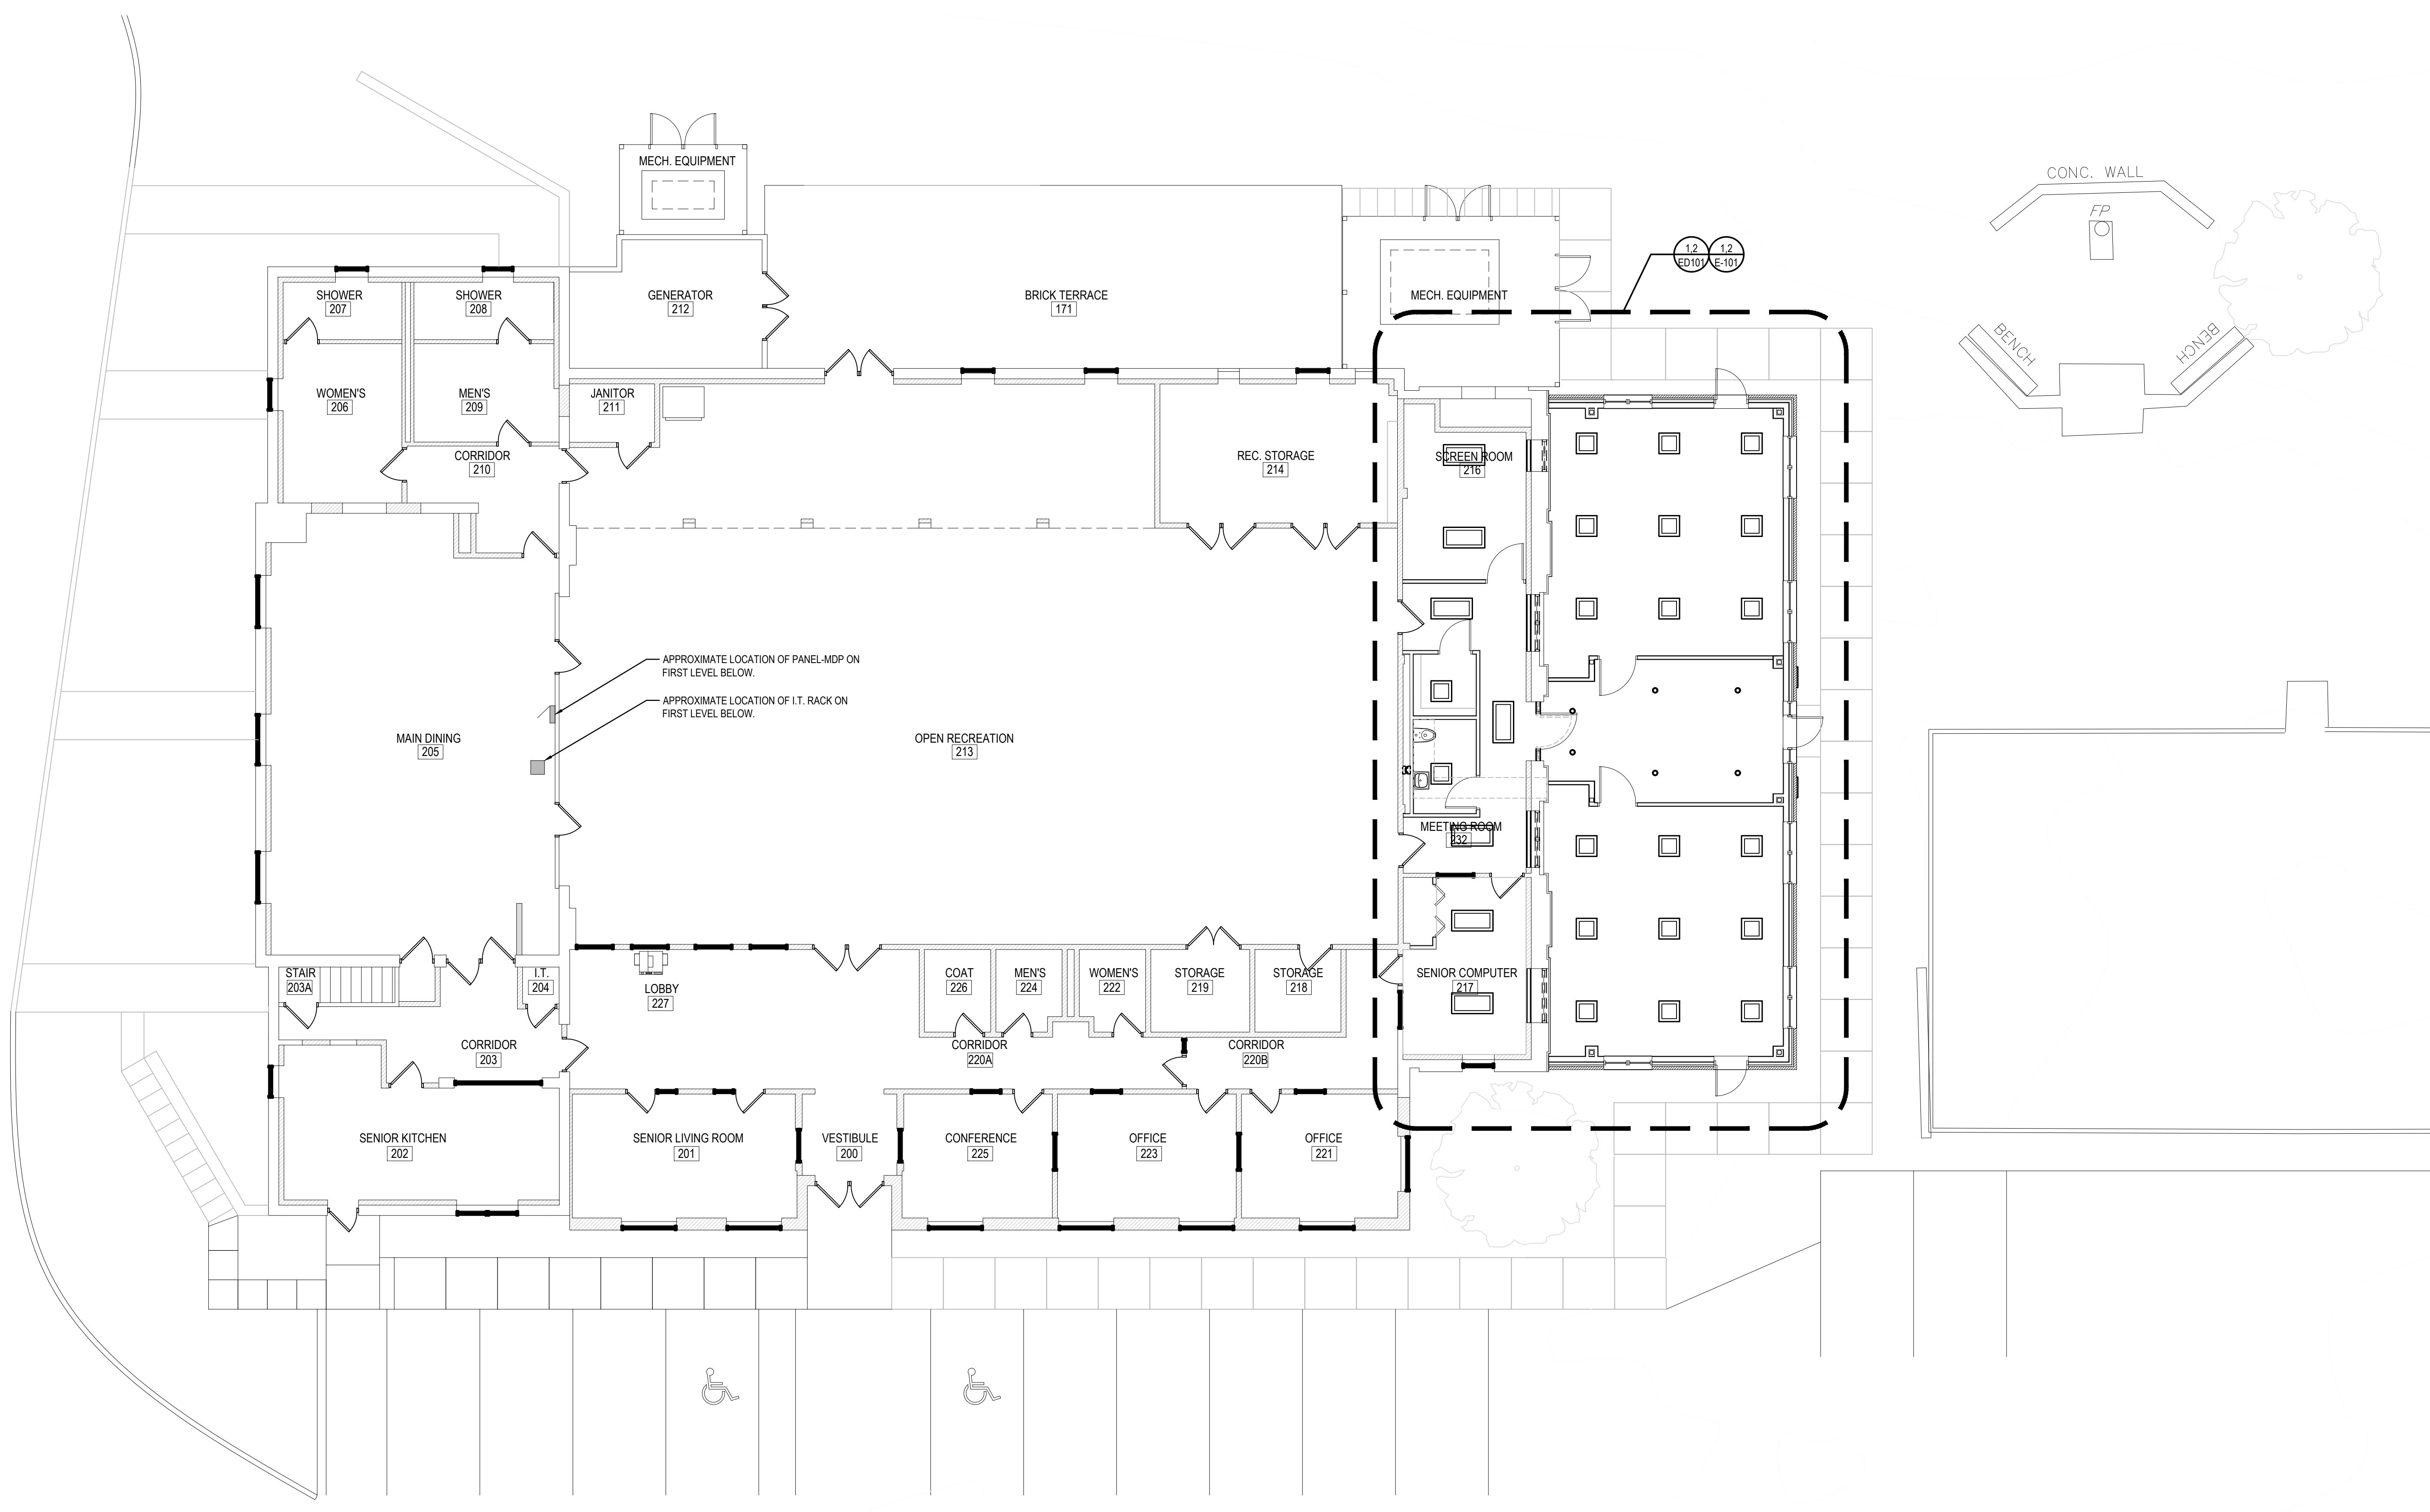 CONC. WALL
FP
BENCH
BENCH
MECH. EQUIPMENT
1,2
ED101
1,2
E-101
SHOWER
207
SHOWER
208
GENERATOR
212
BRICK TERRACE
171
MECH. EQUIPMENT
WOMEN'S
206
MEN'S
209
JANITOR
211
CORRIDOR
210
REC. STORAGE
214
SCREEN ROOM
216
APPROXIMATE LOCATION OF PANEL-MDP ON
FIRST LEVEL BELOW.
APPROXIMATE LOCATION OF I.T. RACK ON
FIRST LEVEL BELOW.
MAIN DINING
205
OPEN RECREATION
213
MEETING ROOM
232
STAIR
203A
I.T.
204
LOBBY
227
COAT
226
MEN'S
224
WOMEN'S
222
STORAGE
219
STORAGE
218
SENIOR COMPUTER
217
CORRIDOR
203
CORRIDOR
220A
CORRIDOR
220B
SENIOR KITCHEN
202
SENIOR LIVING ROOM
201
VESTIBULE
200
CONFERENCE
225
OFFICE
223
OFFICE
221